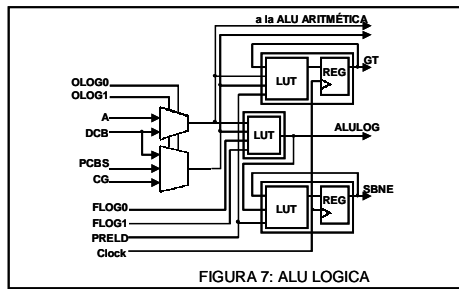 a la ALU ARITMÉTICA
LUT
REG
GT
OLOG0
OLOG1
A
DCB
LUT
ALULOG
PCBS
CG
SBNE
LUT
REG
FLOG0
FLOG1
PRELD
Clock
FIGURA 7: ALU LOGICA